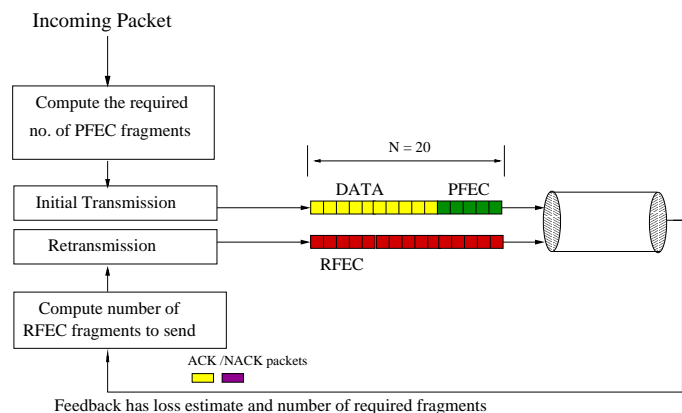 Incoming Packet
Compute the required
no. of PFEC fragments
N = 20
DATA PFEC
Initial Transmission
Retransmission
RFEC
Compute number of
RFEC fragments to send
ACK /NACK packets
Feedback has loss estimate and number of required fragments